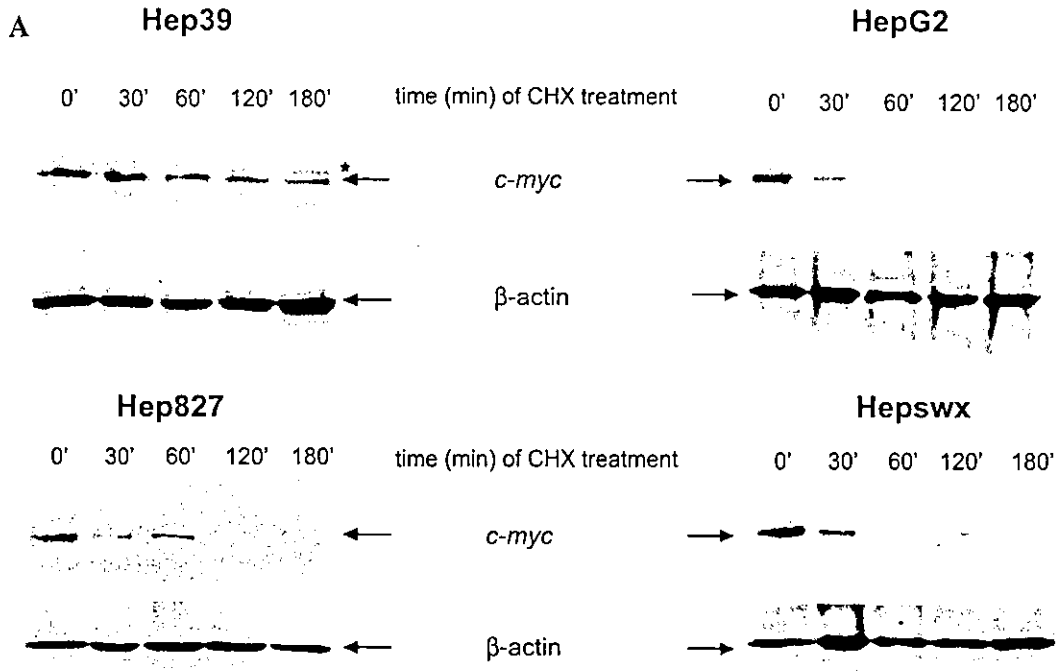 A
Hep39
HepG2
0' 30' 60' 120' 180'
time (min) of CHX treatment
0' 30' 60' 120' 180'
*
c-myc
β-actin
Hep827
Hepswx
0' 30' 60' 120' 180'
time (min) of CHX treatment
0' 30' 60' 120' 180'
c-myc
β-actin